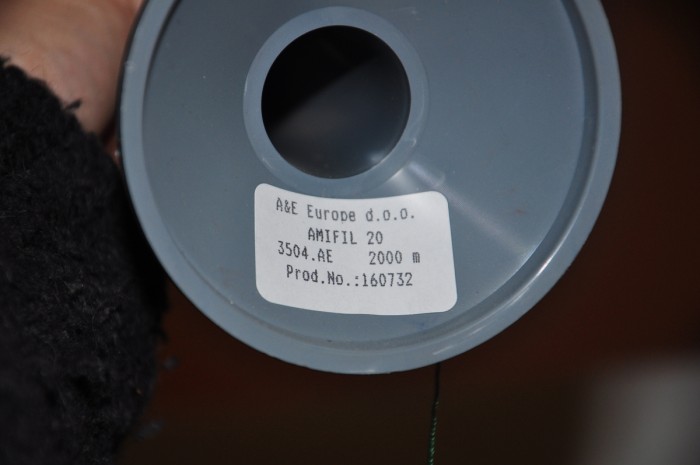 A&E Europe d.o.o.
AMIFIL 20
3504.AE 2000 m
Prod.No.:160732